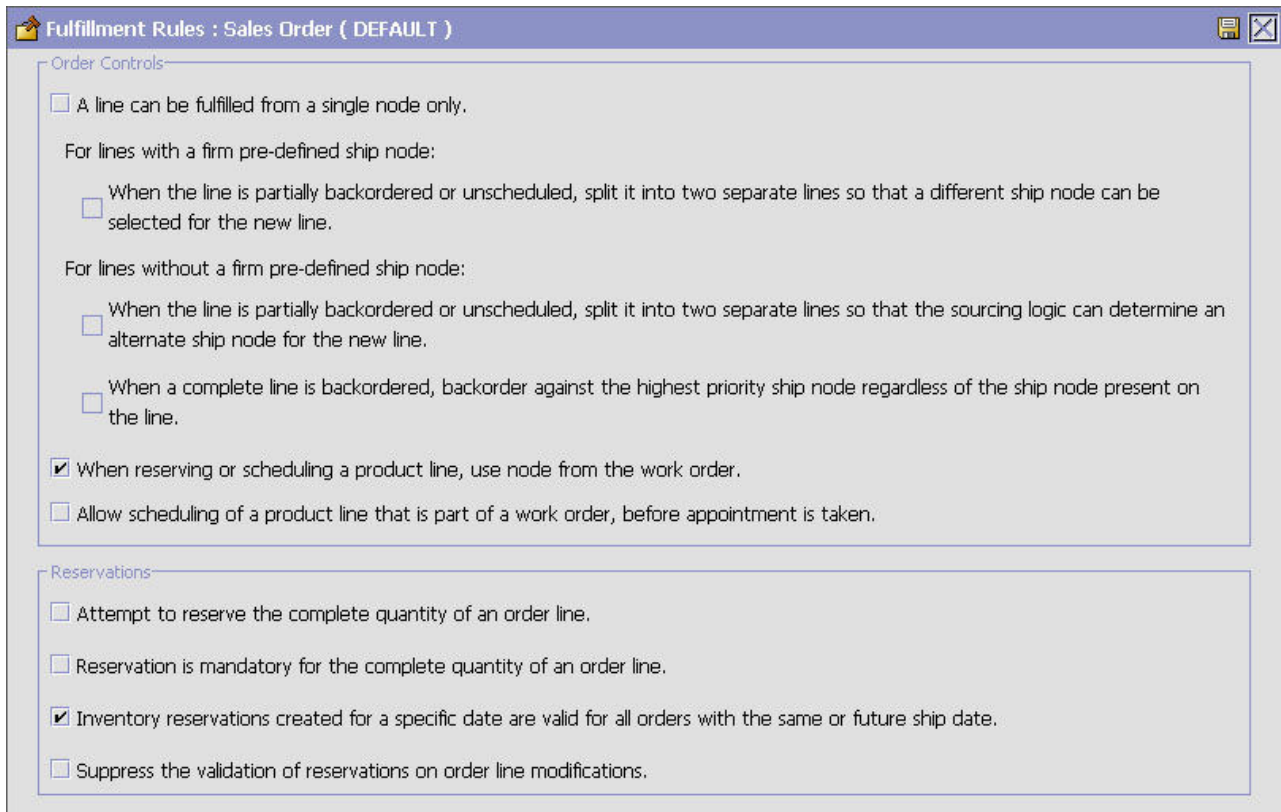 Fulfillment Rules : Sales Order ( DEFAULT )
Order Controls
A line can be fulfilled from a single node only.
For lines with a firm pre-defined ship node:
When the line is partially backordered or unscheduled, split it into two separate lines so that a different ship node can be
selected for the new line.
For lines without a firm pre-defined ship node:
When the line is partially backordered or unscheduled, split it into two separate lines so that the sourcing logic can determine an
alternate ship node for the new line.
When a complete line is backordered, backorder against the highest priority ship node regardless of the ship node present on
the line.
When reserving or scheduling a product line, use node from the work order.
Allow scheduling of a product line that is part of a work order, before appointment is taken.
Reservations
Attempt to reserve the complete quantity of an order line.
Reservation is mandatory for the complete quantity of an order line.
Inventory reservations created for a specific date are valid for all orders with the same or future ship date.
Suppress the validation of reservations on order line modifications.